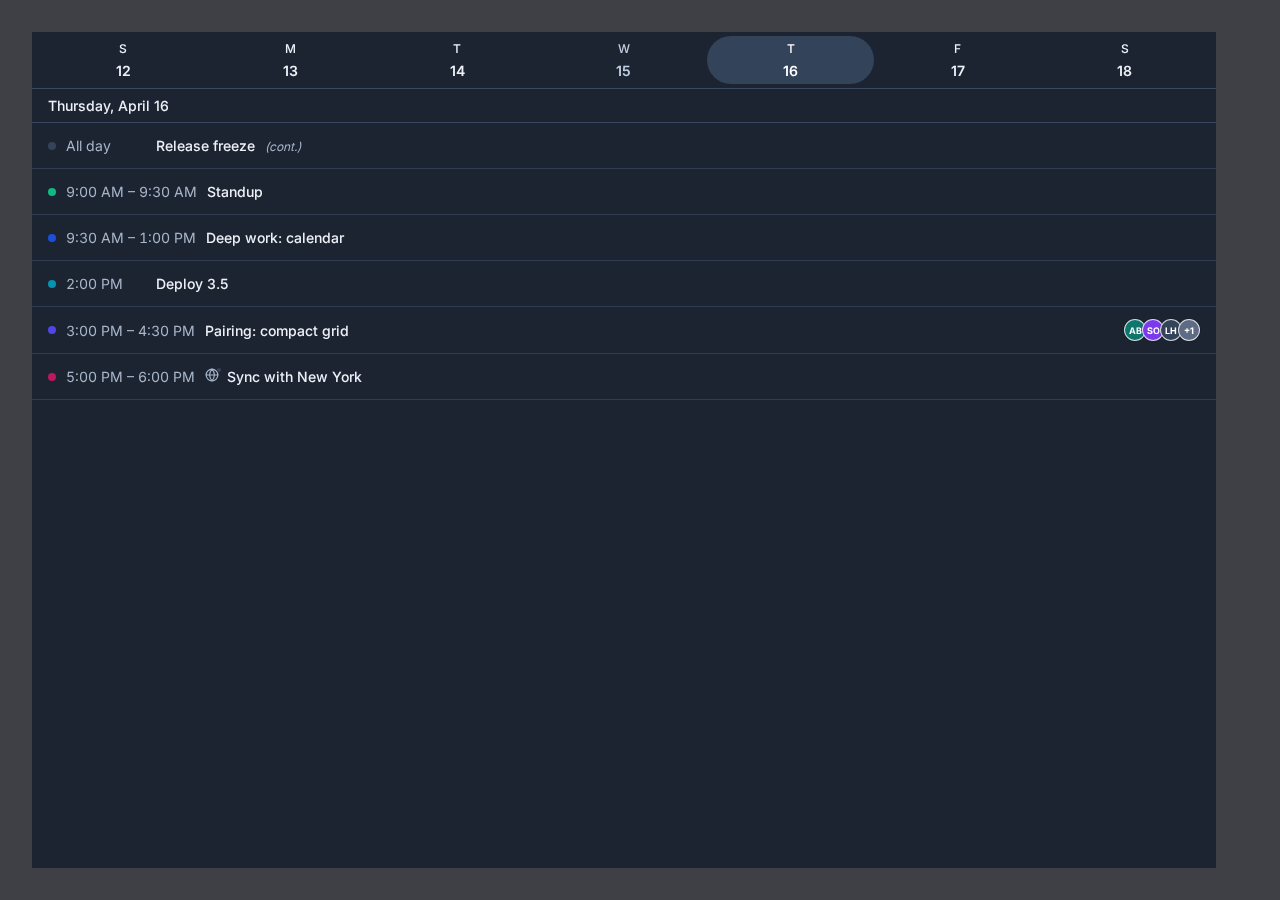 S M T W T F S
12 13 14 15 16 17 18
Thursday, April 16
All day Release freeze (cont.)
9:00 AM – 9:30 AM Standup
9:30 AM – 1:00 PM Deep work: calendar
2:00 PM Deploy 3.5
3:00 PM – 4:30 PM Pairing: compact grid AB SO LH +1
5:00 PM – 6:00 PM Sync with New York